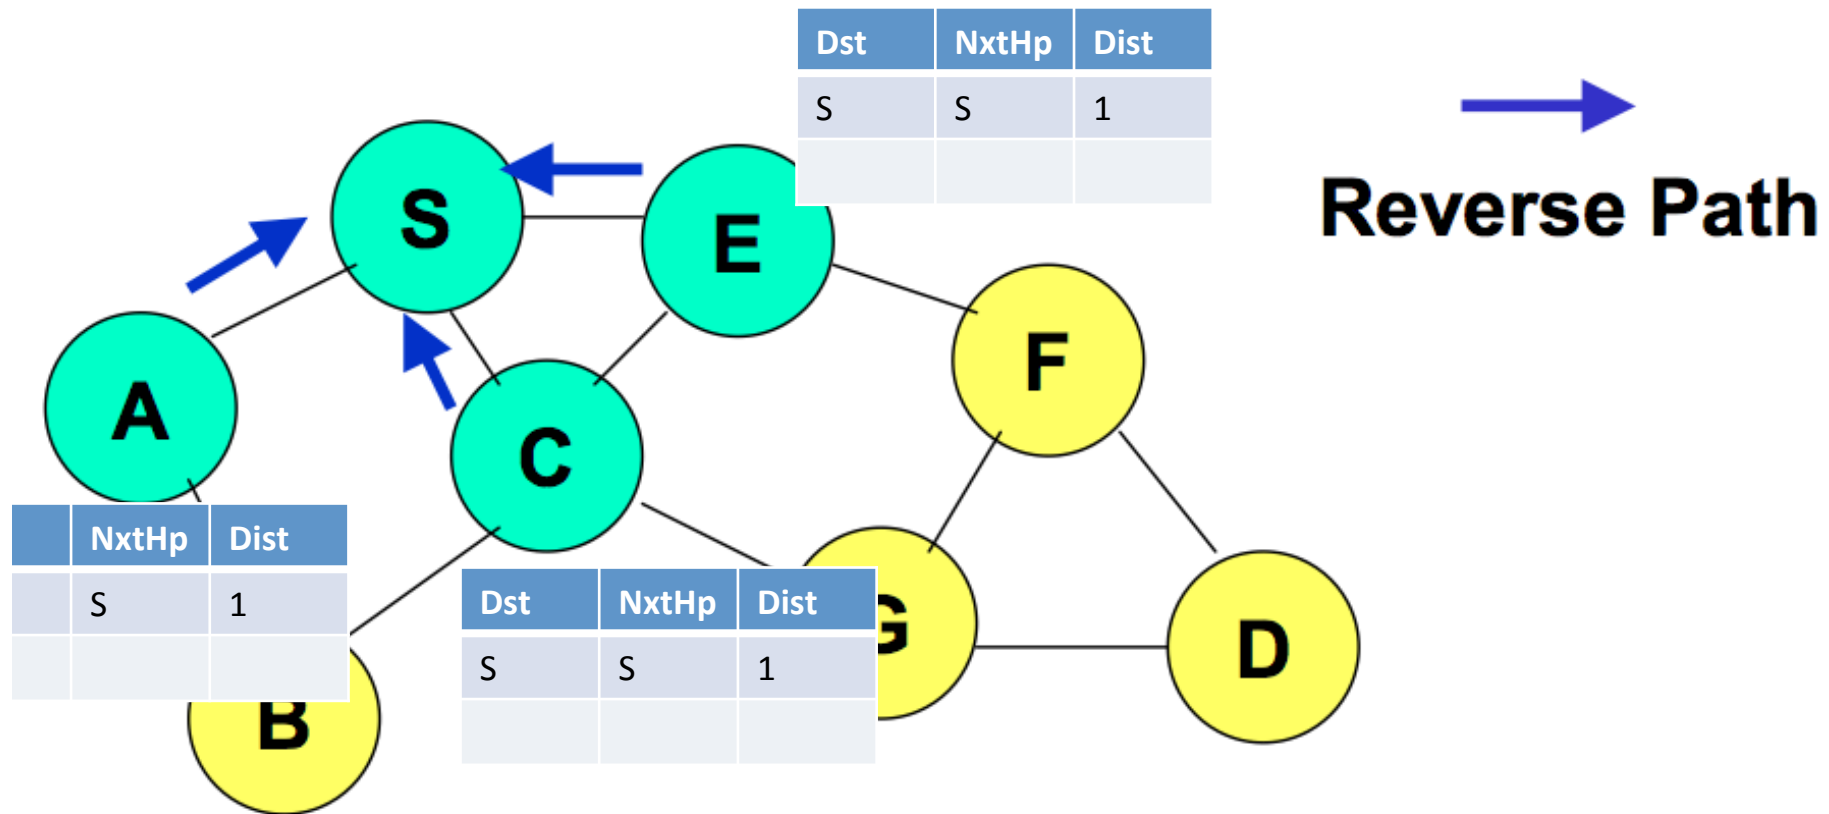 Dst NxtHp Dist
S S 1
Reverse Path
S
E
F
A
C
NxtHp Dist
S 1
Dst NxtHp Dist
S S 1
G
D
B